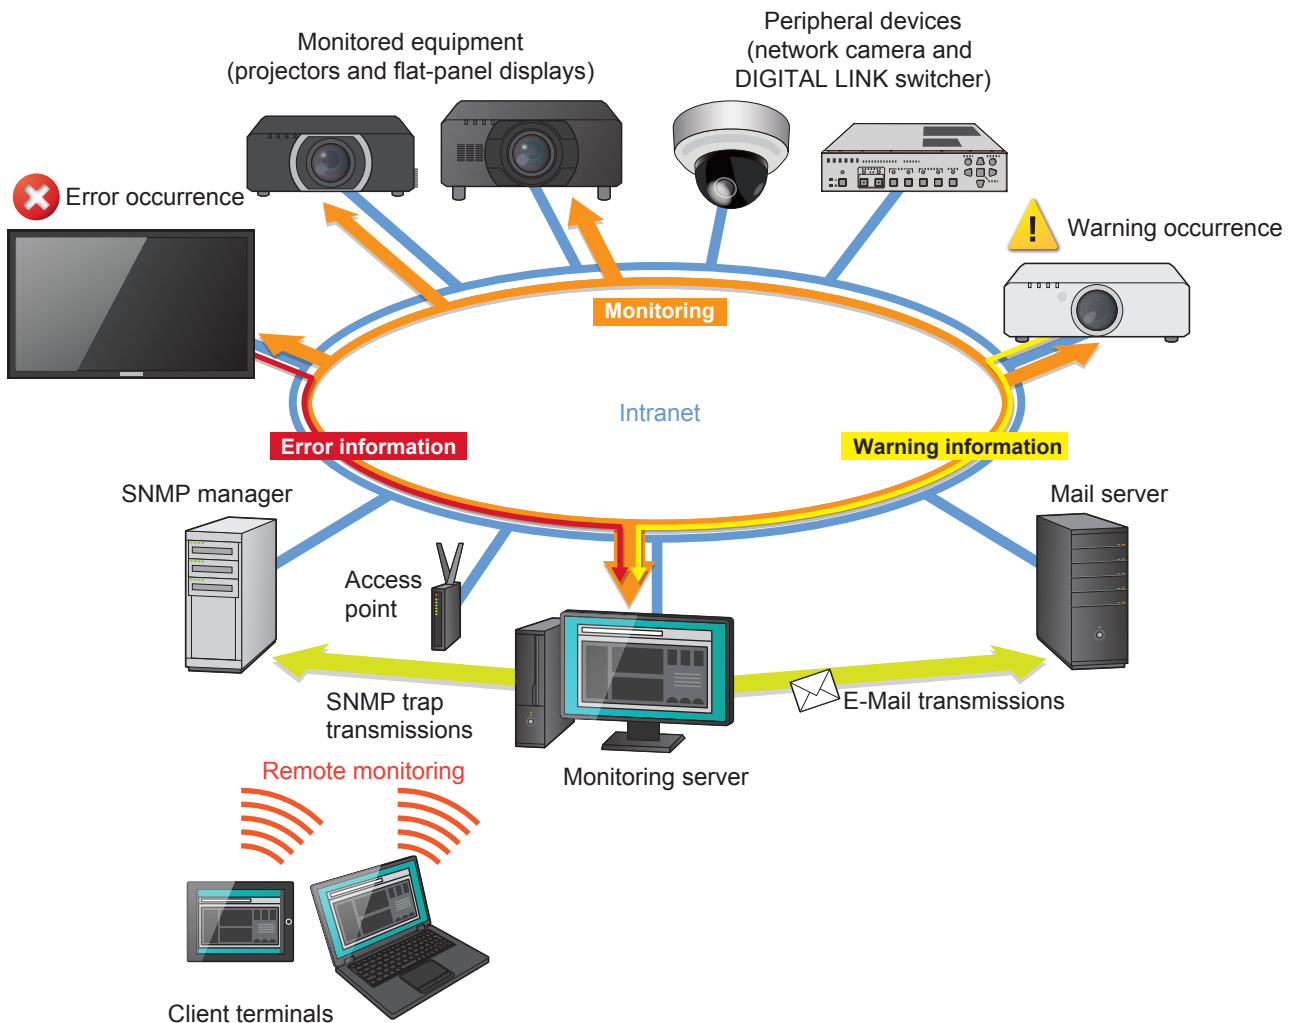 Peripheral devices
(network camera and
DIGITAL LINK switcher)
Monitored equipment
(projectors and flat-panel displays)
Error occurrence
Warning occurrence
Monitoring
Intranet
Error information
Warning information
SNMP manager
Mail server
Access
point
SNMP trap
transmissions
E-Mail transmissions
Remote monitoring
Monitoring server
Client terminals